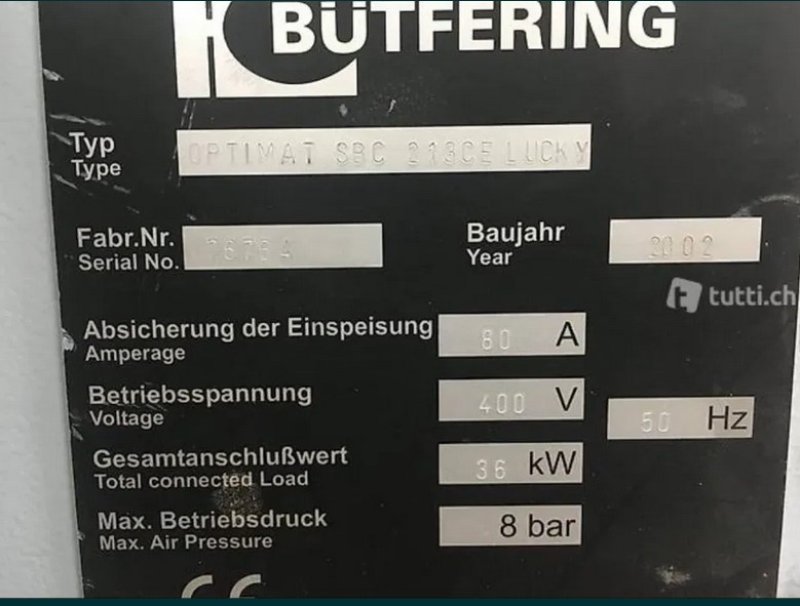 BÜTFERING
Typ
Type
OPTIMAT SBC 213CE LUCKY
Fabr.Nr.
Serial No.
Baujahr
Year
2002
tutti.ch
Absicherung der Einspeisung
Amperage
80 A
Betriebsspannung
Voltage
400 V
50 Hz
Gesamtanschlußwert
Total connected Load
36 kW
Max. Betriebsdruck
Max. Air Pressure
8 bar
CE